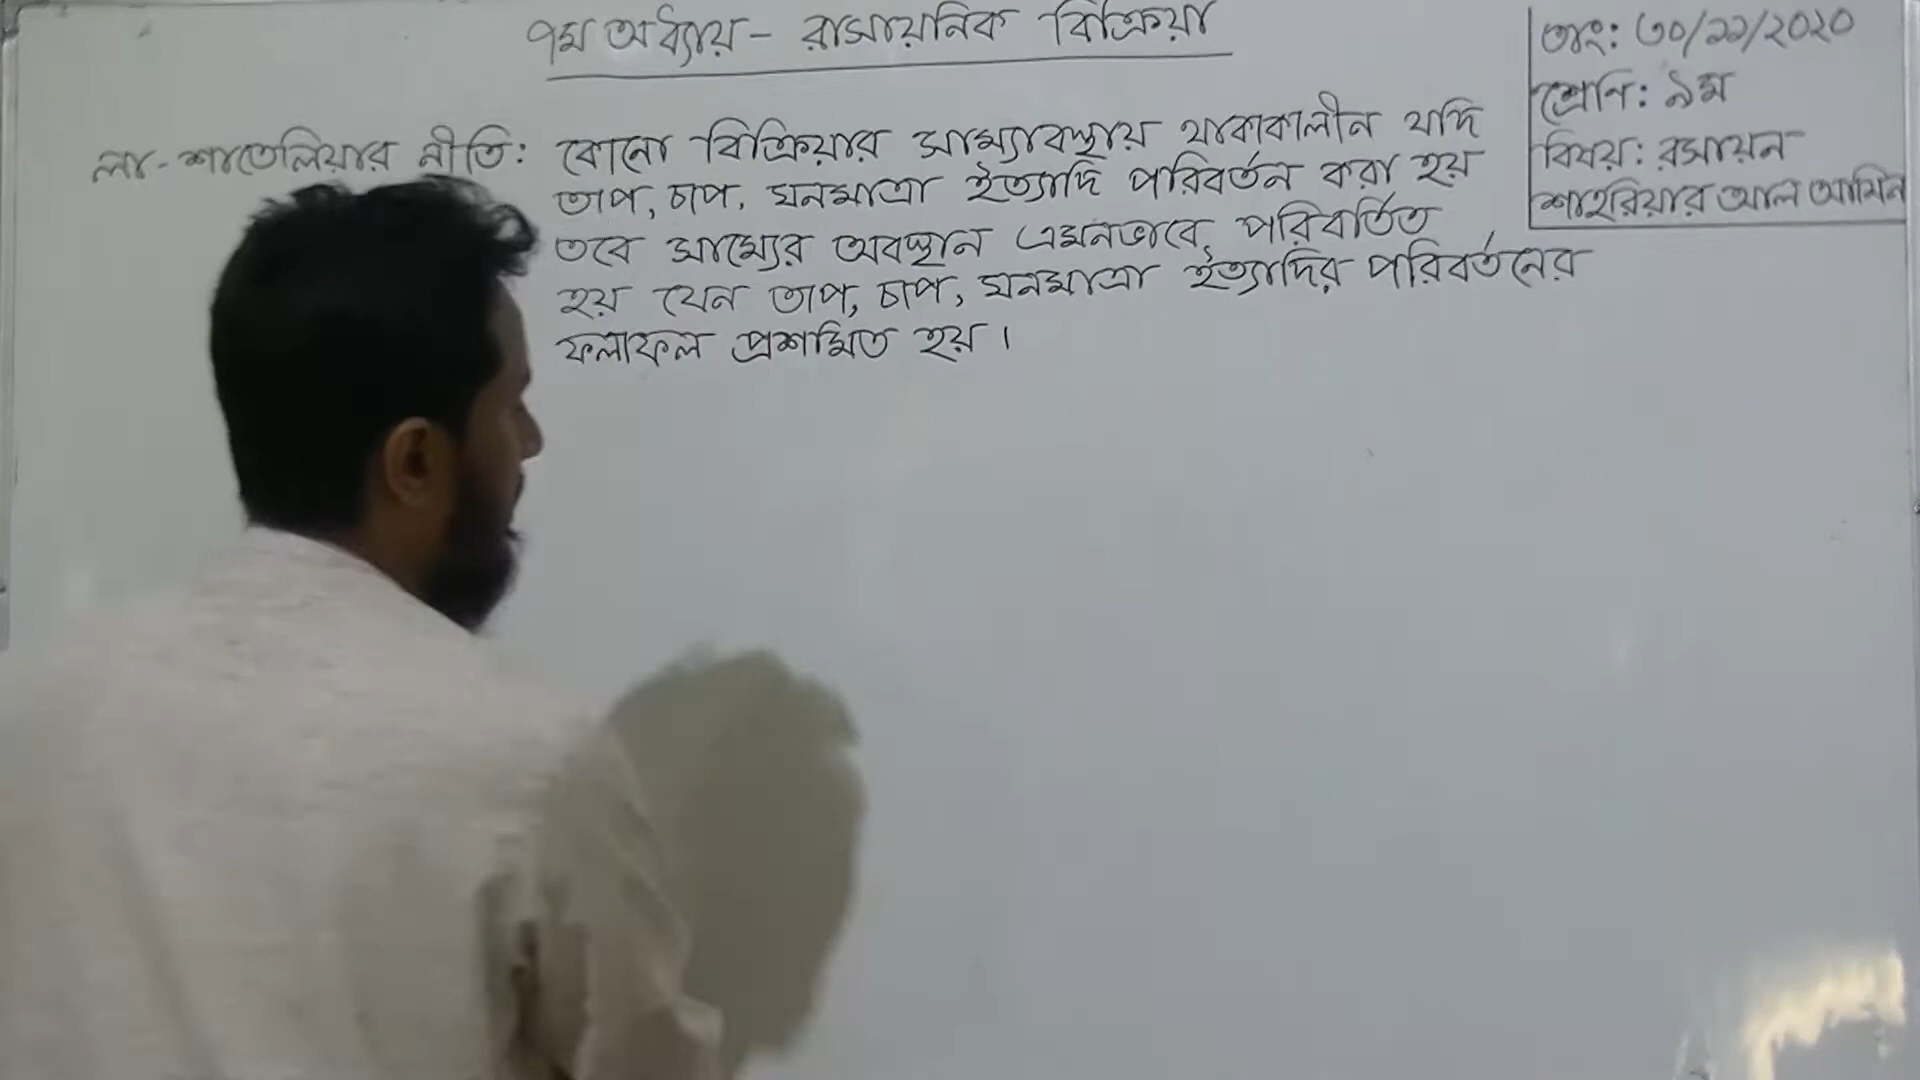 ৭ম অধ্যায় - রাসায়নিক বিক্রিয়া
তাং: ৩০/১১/২০২০
শ্রেণি: ৯ম
বিষয়: রসায়ন
শাহরিয়ার আল আমিন
লা-শাতেলিয়ার নীতি: কোনো বিক্রিয়ার সাম্যাবস্থায় থাকাকালীন যদি
তাপ, চাপ, ঘনমাত্রা ইত্যাদি পরিবর্তন করা হয়
তবে সাম্যের অবস্থান এমনভাবে পরিবর্তিত
হয় যেন তাপ, চাপ, ঘনমাত্রা ইত্যাদির পরিবর্তনের
ফলাফল প্রশমিত হয়।